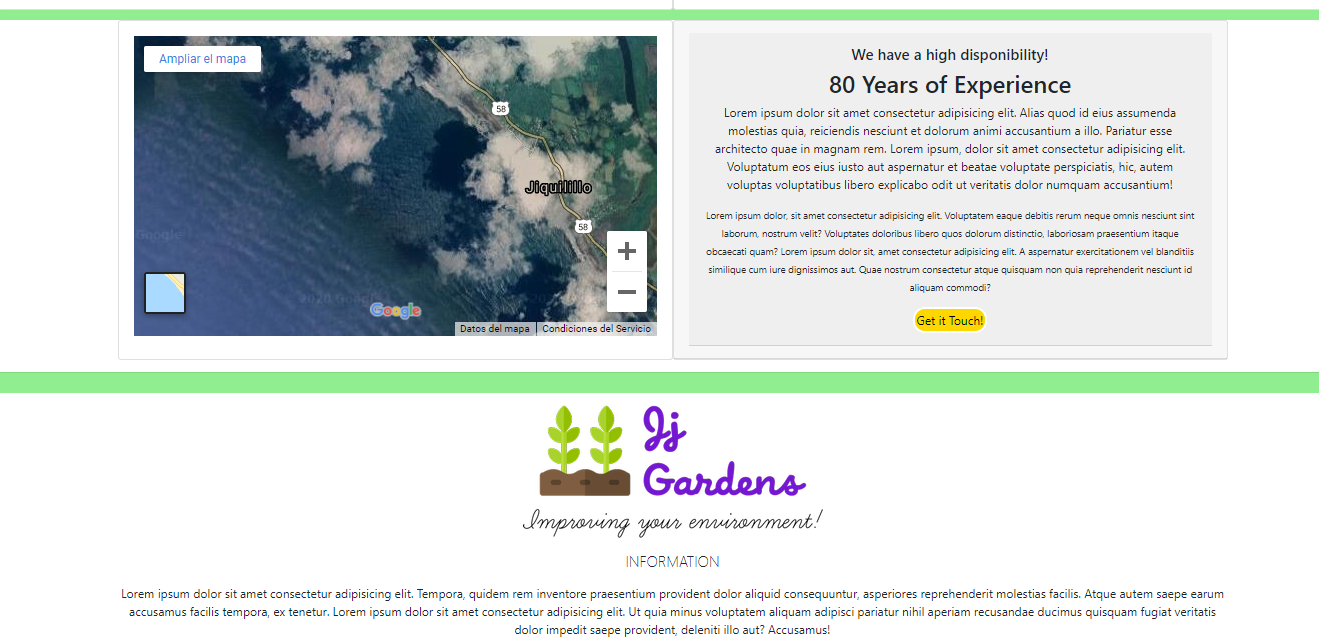 Ampliar el mapa
58
Jiquilillo
58
Google
2020 Google
Google
Datos del mapa
Condiciones del Servicio
We have a high disponibility!
80 Years of Experience
Lorem ipsum dolor sit amet consectetur adipisicing elit. Alias quod id eius assumenda
molestias quia, reiciendis nesciunt et dolorum animi accusantium a illo. Pariatur esse
architecto quae in magnam rem. Lorem ipsum, dolor sit amet consectetur adipisicing elit.
Voluptatum eos eius iusto aut aspernatur et beatae voluptate perspiciatis, hic, autem
voluptas voluptatibus libero explicabo odit ut veritatis dolor numquam accusantium!
Lorem ipsum dolor, sit amet consectetur adipisicing elit. Voluptatem eaque debitis rerum neque omnis nesciunt sint
laborum, nostrum velit? Voluptates doloribus libero quos dolorum distinctio, laboriosam praesentium itaque
obcaecati quam? Lorem ipsum dolor sit, amet consectetur adipisicing elit. A aspernatur exercitationem vel blanditiis
similique cum iure dignissimos aut. Quae nostrum consectetur atque quisquam non quia reprehenderit nesciunt id
aliquam commodi?
Get it Touch!
Jj
Gardens
Improving your environment!
INFORMATION
Lorem ipsum dolor sit amet consectetur adipisicing elit. Tempora, quidem rem inventore praesentium provident dolor aliquid consequuntur, asperiores reprehenderit molestias facilis. Atque autem saepe earum
accusamus facilis tempora, ex tenetur. Lorem ipsum dolor sit amet consectetur adipisicing elit. Ut quia minus voluptatem aliquam adipisci pariatur nihil aperiam recusandae ducimus quisquam fugiat veritatis
dolor impedit saepe provident, deleniti illo aut? Accusamus!